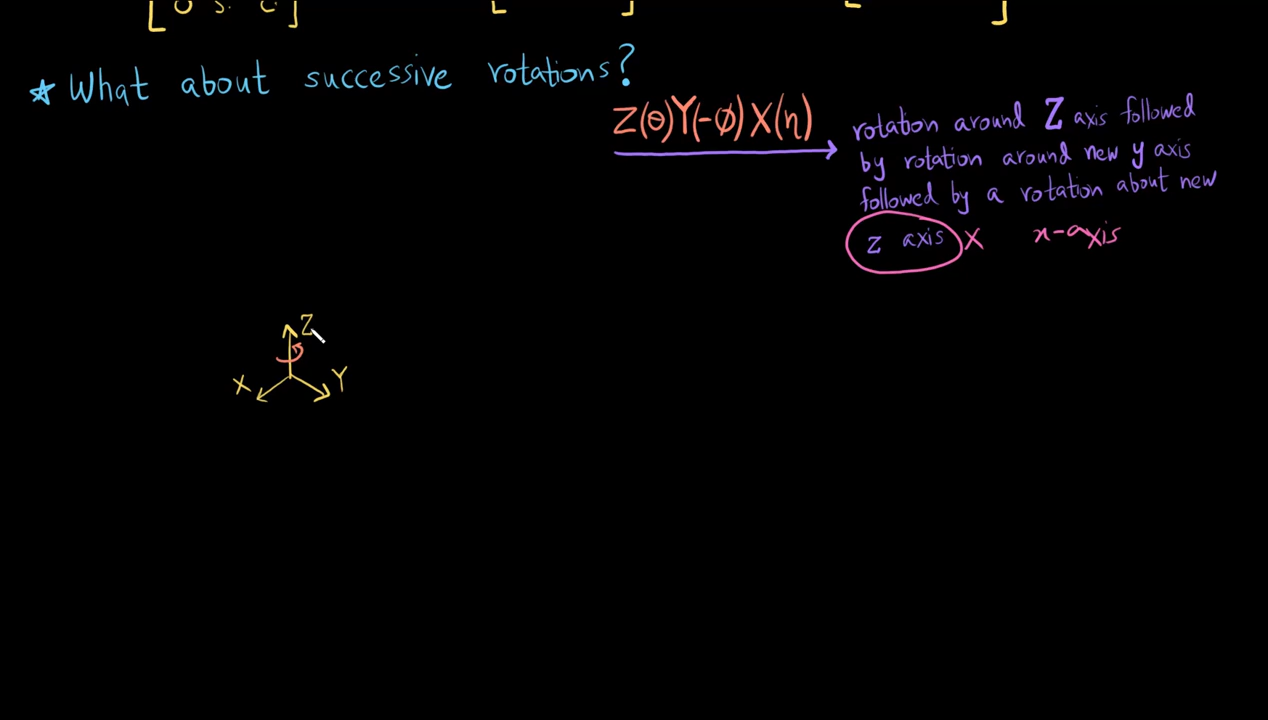 [ 0 s. c. ]
★ What about successive rotations?
Z(θ)Y(-∅)X(η)
rotation around Z axis followed
by rotation around new y axis
followed by a rotation about new
z axis X x-axis
Z
X
Y